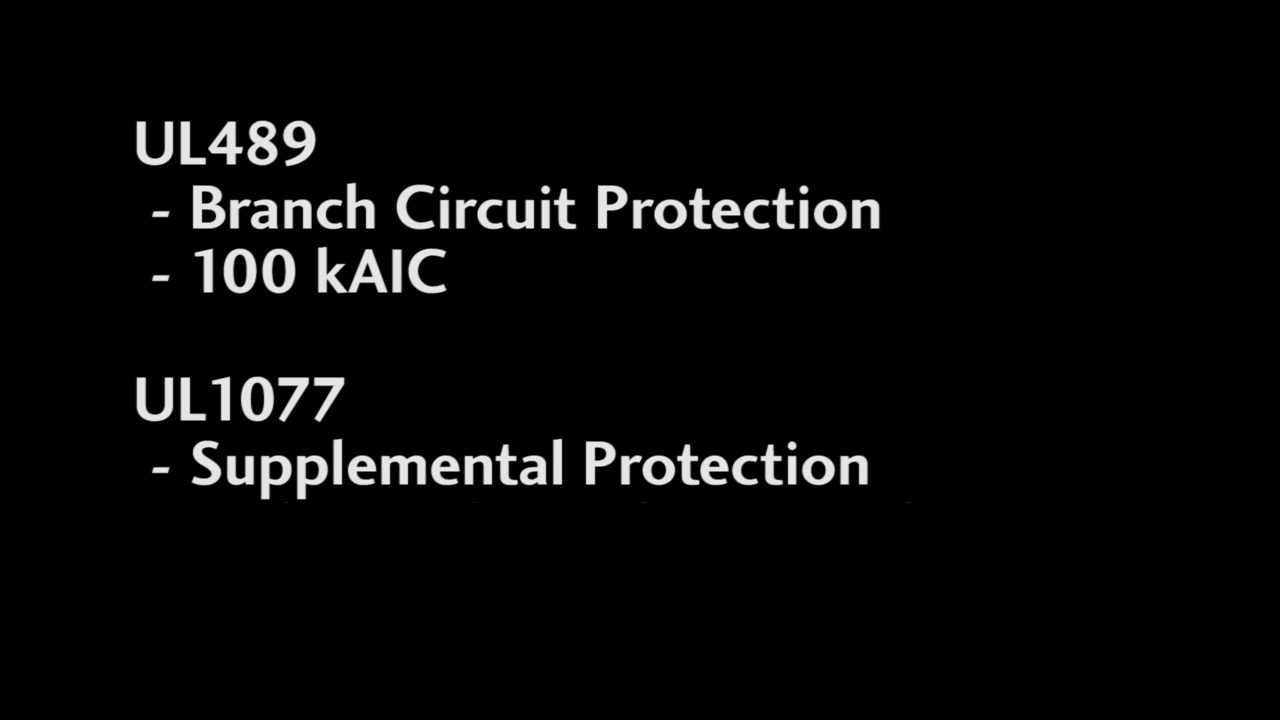 UL489
- Branch Circuit Protection
- 100 kAIC
UL1077
- Supplemental Protection